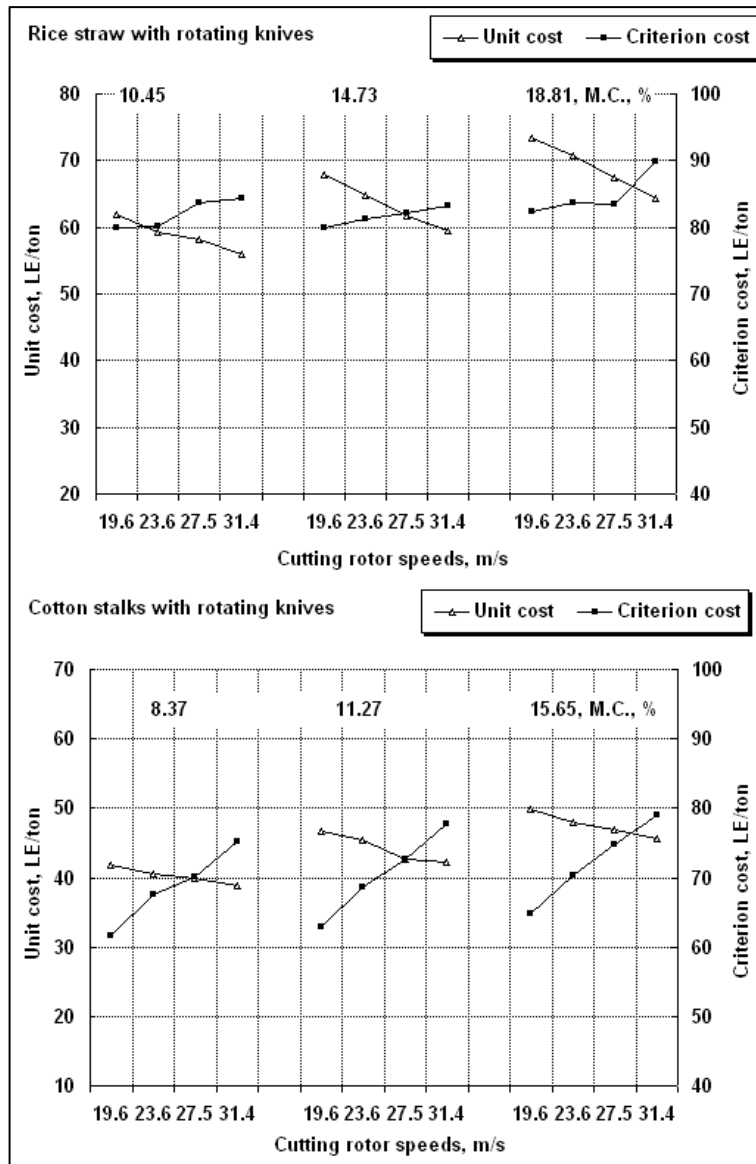 Rice straw with rotating knives
Unit cost
Criterion cost
10.45
14.73
18.81, M.C., %
80
70
60
50
40
30
20
Unit cost, LE/ton
100
90
80
70
60
50
40
Criterion cost, LE/ton
19.6 23.6 27.5 31.4
19.6 23.6 27.5 31.4
19.6 23.6 27.5 31.4
Cutting rotor speeds, m/s
Cotton stalks with rotating knives
Unit cost
Criterion cost
8.37
11.27
15.65, M.C., %
70
60
50
40
30
20
10
Unit cost, LE/ton
100
90
80
70
60
50
40
Criterion cost, LE/ton
19.6 23.6 27.5 31.4
19.6 23.6 27.5 31.4
19.6 23.6 27.5 31.4
Cutting rotor speeds, m/s